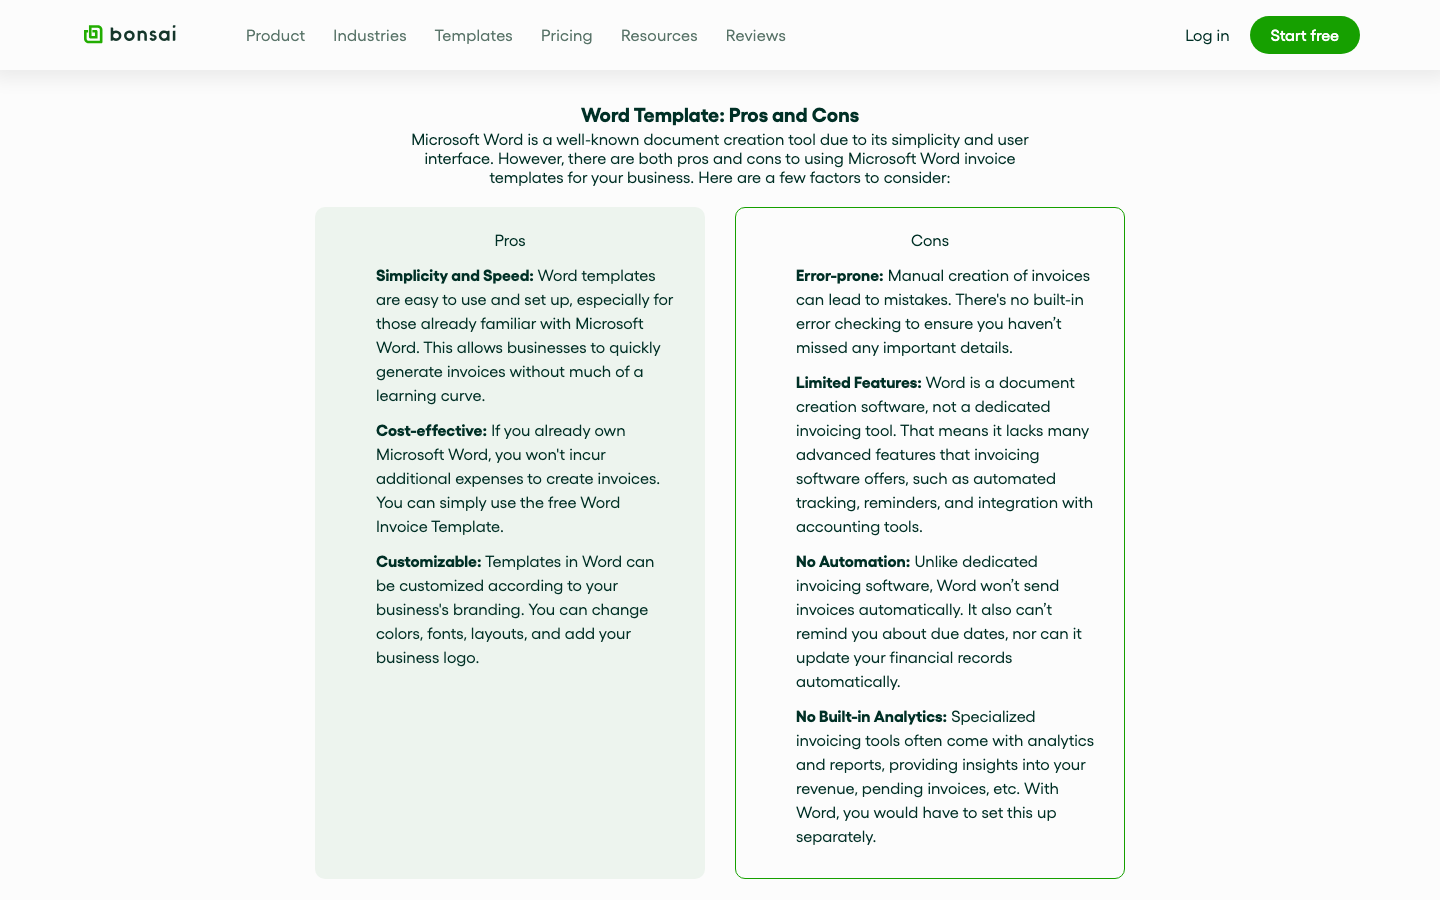 bonsai
Product Industries Templates Pricing Resources Reviews
Log in
Start free
Word Template: Pros and Cons
Microsoft Word is a well-known document creation tool due to its simplicity and user
interface. However, there are both pros and cons to using Microsoft Word invoice
templates for your business. Here are a few factors to consider:
Pros
Simplicity and Speed: Word templates
are easy to use and set up, especially for
those already familiar with Microsoft
Word. This allows businesses to quickly
generate invoices without much of a
learning curve.
Cost-effective: If you already own
Microsoft Word, you won't incur
additional expenses to create invoices.
You can simply use the free Word
Invoice Template.
Customizable: Templates in Word can
be customized according to your
business's branding. You can change
colors, fonts, layouts, and add your
business logo.
Cons
Error-prone: Manual creation of invoices
can lead to mistakes. There's no built-in
error checking to ensure you haven’t
missed any important details.
Limited Features: Word is a document
creation software, not a dedicated
invoicing tool. That means it lacks many
advanced features that invoicing
software offers, such as automated
tracking, reminders, and integration with
accounting tools.
No Automation: Unlike dedicated
invoicing software, Word won’t send
invoices automatically. It also can’t
remind you about due dates, nor can it
update your financial records
automatically.
No Built-in Analytics: Specialized
invoicing tools often come with analytics
and reports, providing insights into your
revenue, pending invoices, etc. With
Word, you would have to set this up
separately.